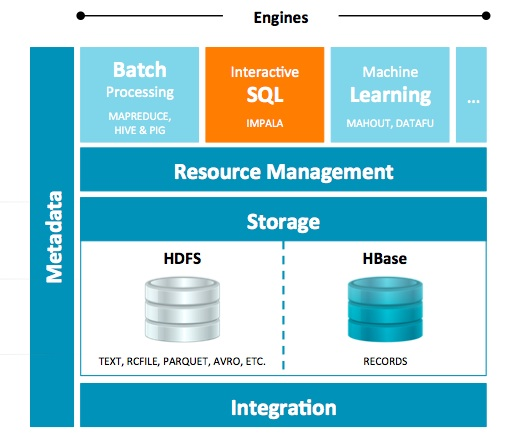 Engines
Metadata
Batch
Processing
MAPREDUCE,
HIVE & PIG
Interactive
SQL
IMPALA
Machine
Learning
MAHOUT, DATAFU
...
Resource Management
Storage
HDFS
TEXT, RCFILE, PARQUET, AVRO, ETC.
HBase
RECORDS
Integration